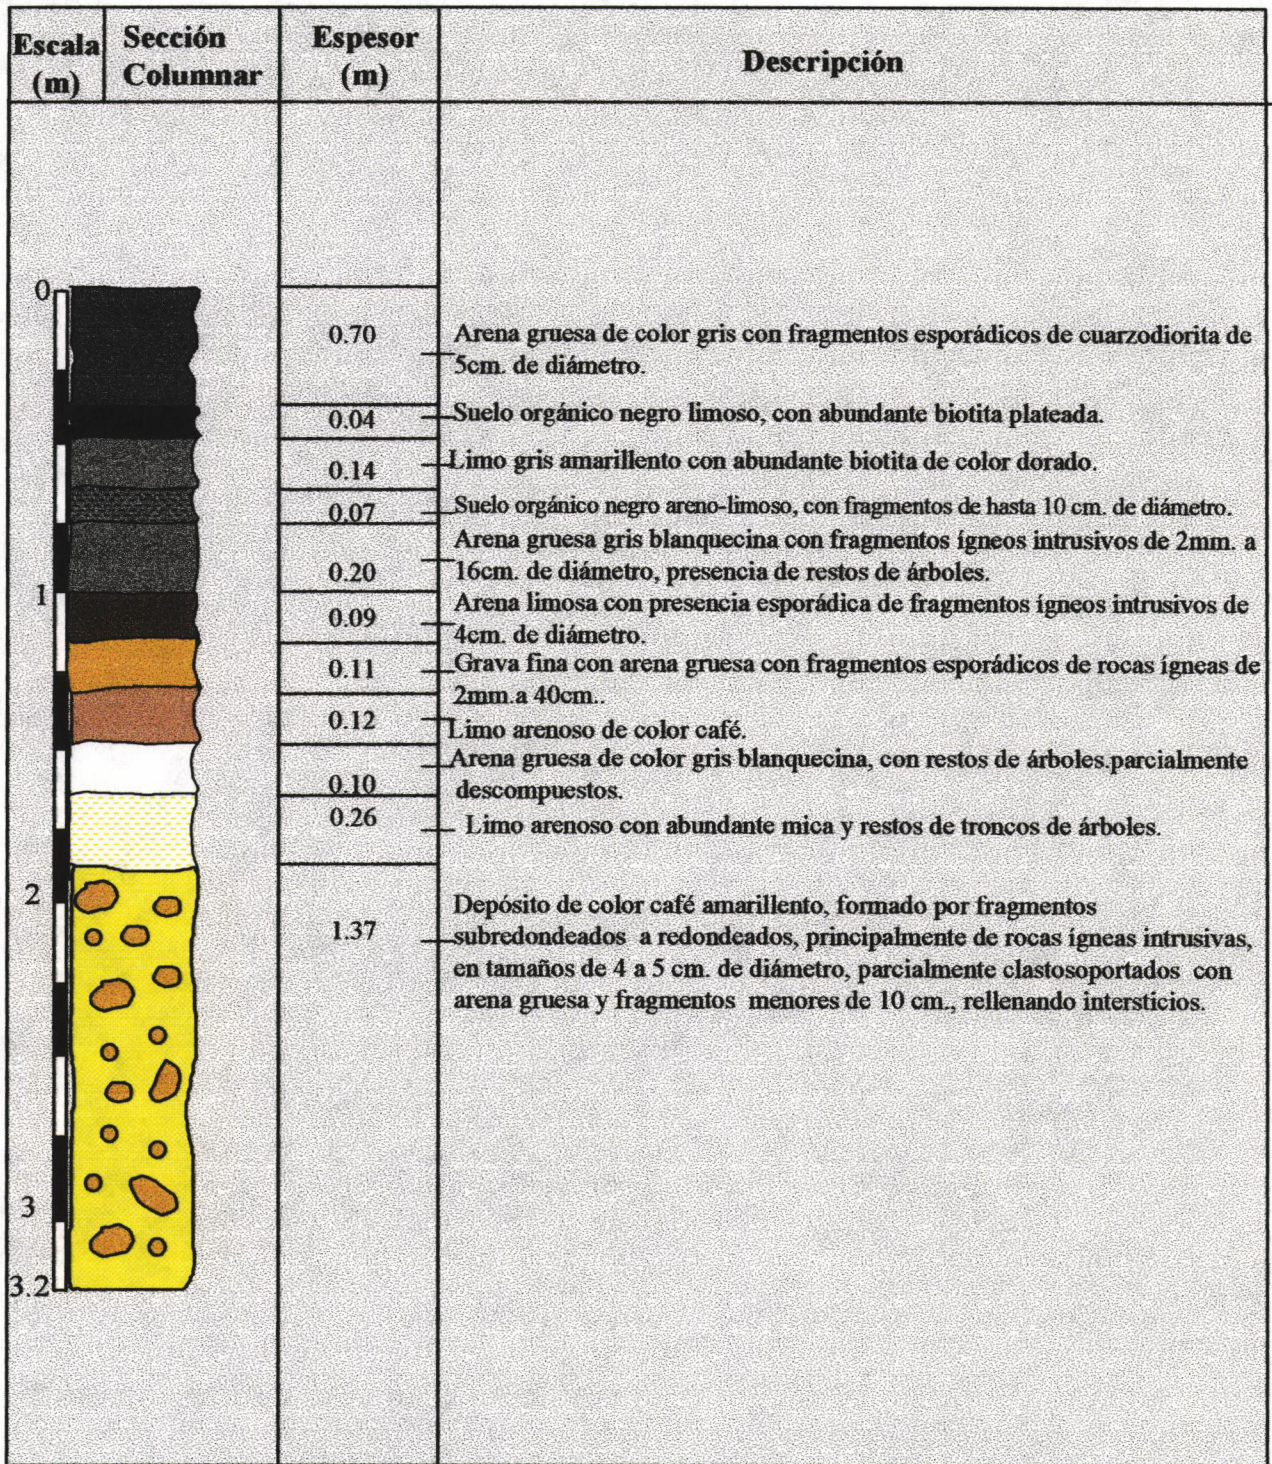 Escala (m)
Sección Columnar
Espesor (m)
Descripción
0
0.70
Arena gruesa de color gris con fragmentos esporádicos de cuarzodiorita de
5cm. de diámetro.
0.04
Suelo orgánico negro limoso, con abundante biotita plateada.
0.14
Limo gris amarillento con abundante biotita de color dorado.
0.07
Suelo orgánico negro areno-limoso, con fragmentos de hasta 10 cm. de diámetro.
0.20
Arena gruesa gris blanquecina con fragmentos ígneos intrusivos de 2mm. a
16cm. de diámetro, presencia de restos de árboles.
1
0.09
Arena limosa con presencia esporádica de fragmentos ígneos intrusivos de
4cm. de diámetro.
0.11
Grava fina con arena gruesa con fragmentos esporádicos de rocas ígneas de
2mm.a 40cm..
0.12
Limo arenoso de color café.
0.10
Arena gruesa de color gris blanquecina, con restos de árboles.parcialmente
descompuestos.
0.26
Limo arenoso con abundante mica y restos de troncos de árboles.
2
1.37
Depósito de color café amarillento, formado por fragmentos
subredondeados a redondeados, principalmente de rocas ígneas intrusivas,
en tamaños de 4 a 5 cm. de diámetro, parcialmente clastosoportados con
arena gruesa y fragmentos menores de 10 cm., rellenando intersticios.
3
3.2